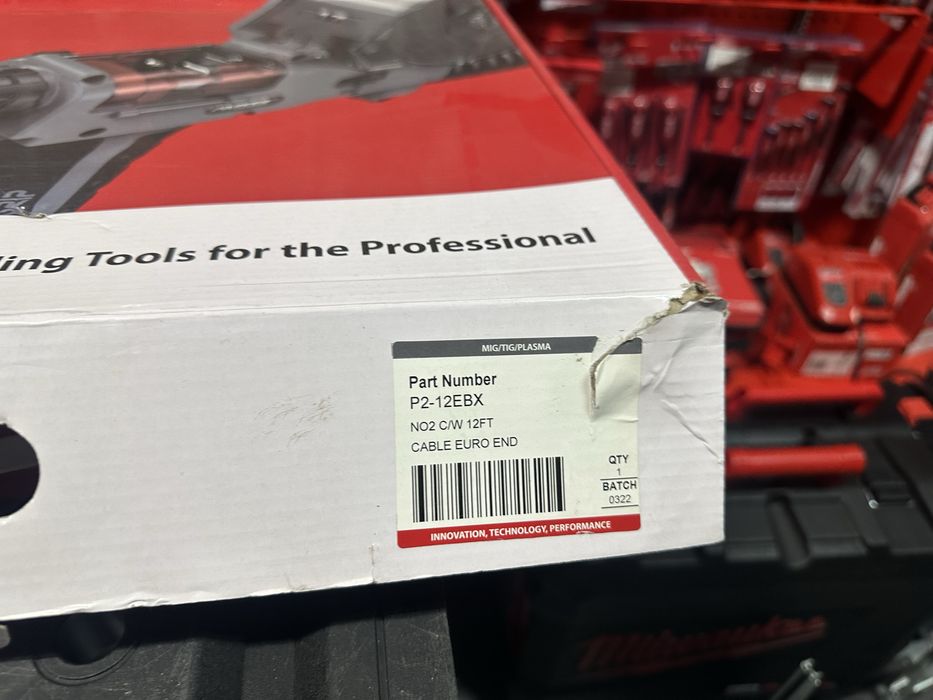 ing Tools for the Professional
MIG/TIG/PLASMA
Part Number
P2-12EBX
NO2 C/W 12FT
CABLE EURO END
QTY
1
BATCH
0322
INNOVATION, TECHNOLOGY, PERFORMANCE
Milwaukee